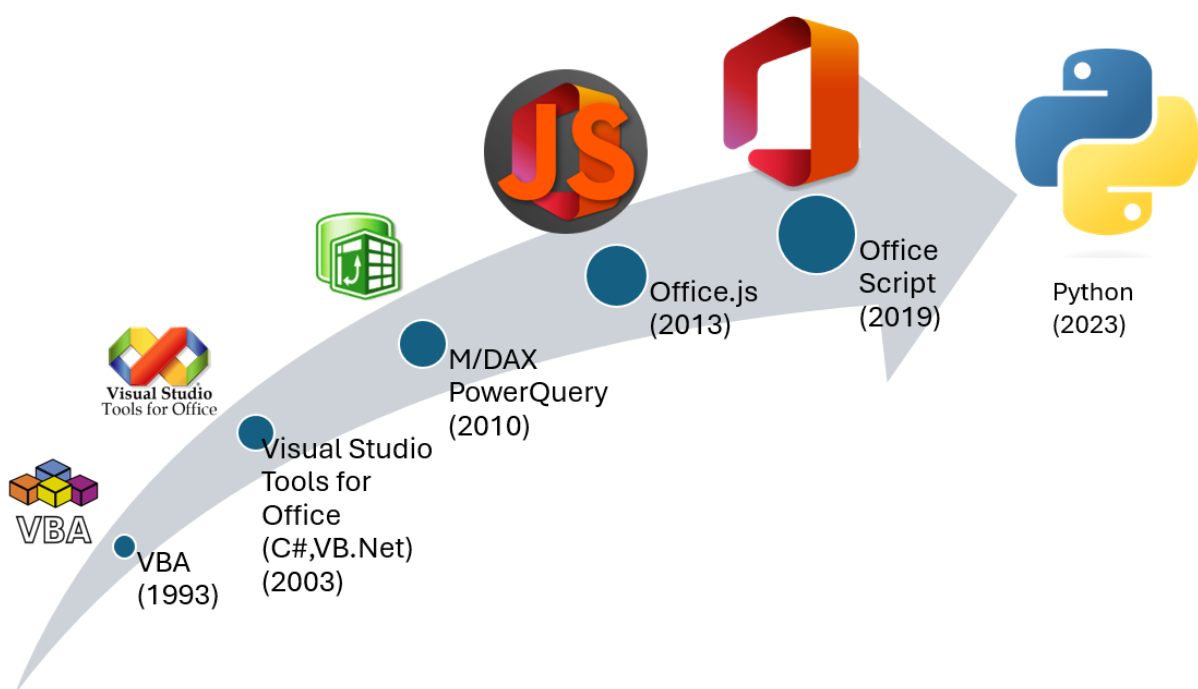 JS
Visual Studio
Tools for Office
VBA
VBA
(1993)
Visual Studio
Tools for
Office
(C#,VB.Net)
(2003)
M/DAX
PowerQuery
(2010)
Office.js
(2013)
Office
Script
(2019)
Python
(2023)